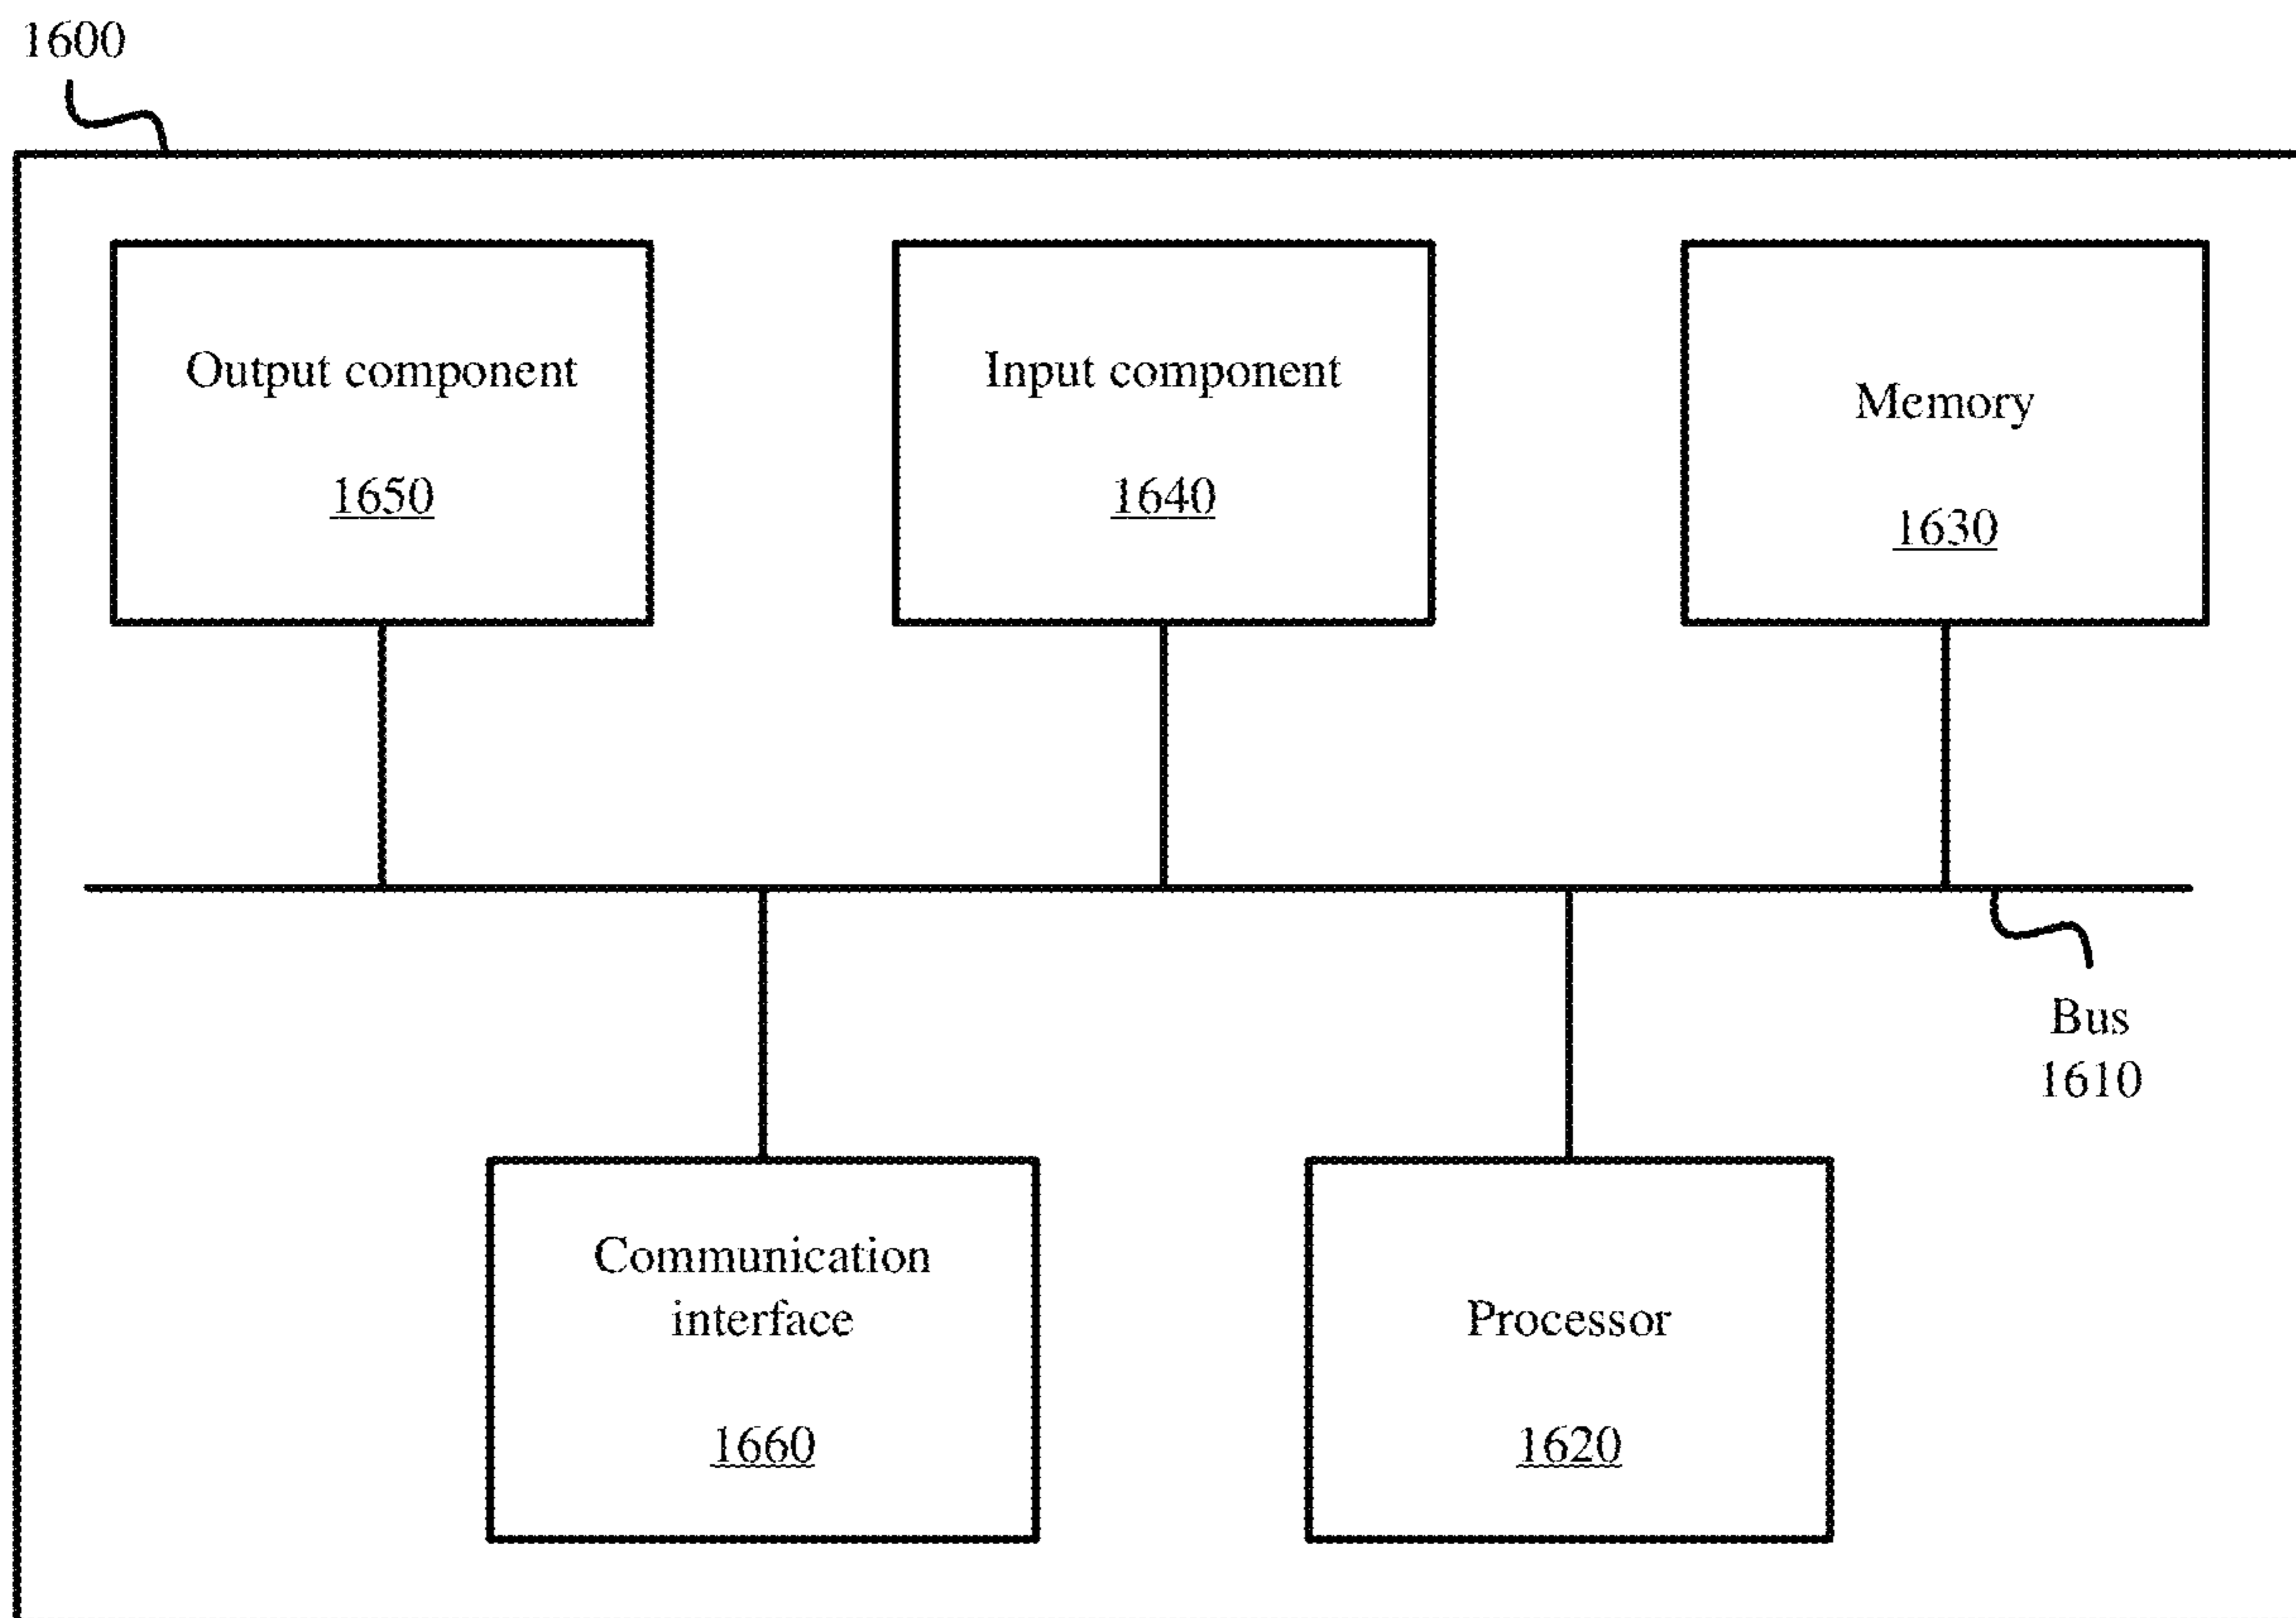 1600
Output component
1650
Input component
1640
Memory
1630
Bus
1610
Communication
interface
1660
Processor
1620